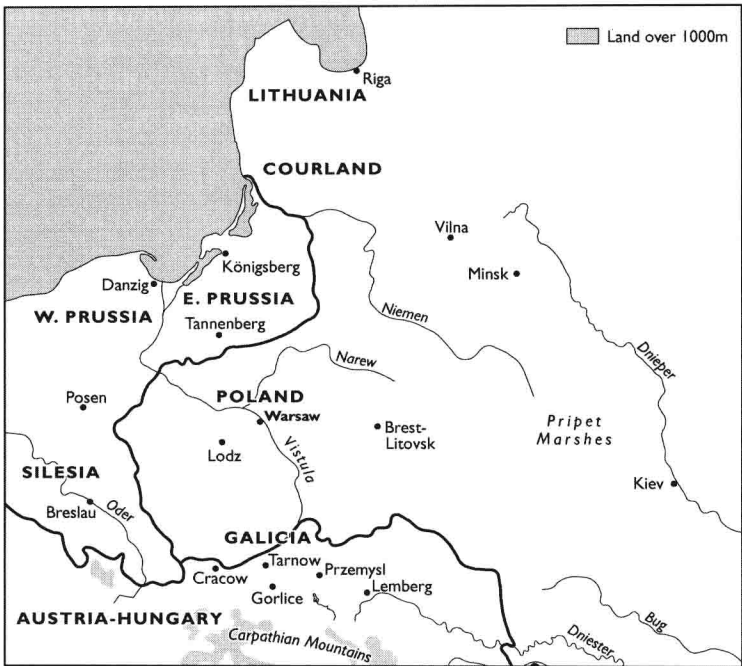 Land over 1000m
Riga
LITHUANIA
COURLAND
Vilna
Königsberg
Minsk
Danzig
E. PRUSSIA
W. PRUSSIA
Niemen
Tannenberg
Dnieper
Narew
Posen
POLAND
Warsaw
Pripet
Marshes
Brest-
Litovsk
Lodz
Vistula
SILESIA
Kiev
Breslau
Oder
GALICIA
Tarnow
Cracow
Przemysl
Gorlice
Lemberg
AUSTRIA-HUNGARY
Bug
Carpathian Mountains
Dniester